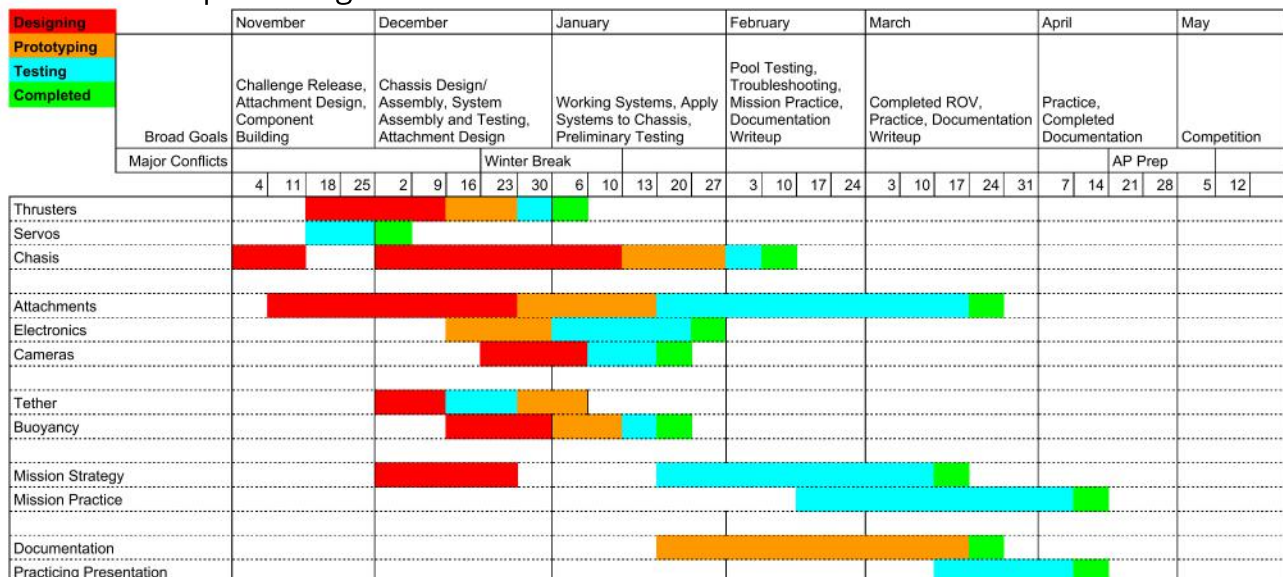 Designing November December January February March April May
Prototyping
Testing
Completed
Broad Goals
Challenge Release,
Attachment Design,
Component
Building
Chassis Design/
Assembly, System
Assembly and Testing,
Attachment Design
Working Systems, Apply
Systems to Chassis,
Preliminary Testing
Pool Testing,
Troubleshooting,
Mission Practice,
Documentation
Writeup
Completed ROV,
Practice, Documentation
Writeup
Practice,
Completed
Documentation
Competition
Major Conflicts Winter Break AP Prep
4 11 18 25 2 9 16 23 30 6 10 13 20 27 3 10 17 24 3 10 17 24 31 7 14 21 28 5 12
Thrusters
Servos
Chasis
Attachments
Electronics
Cameras
Tether
Buoyancy
Mission Strategy
Mission Practice
Documentation
Practicing Presentation